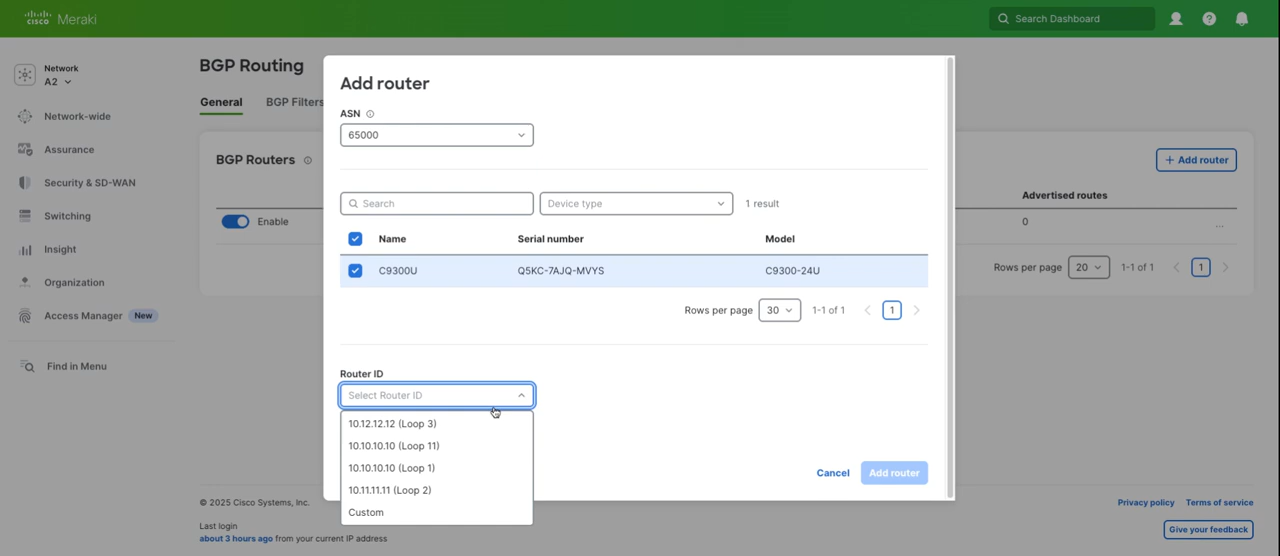 cisco Meraki
Search Dashboard
Network
A2
Network-wide
Assurance
Security & SD-WAN
Switching
Insight
Organization
Access Manager New
Find in Menu
BGP Routing
General BGP Filters
BGP Routers
+ Add router
Advertised routes
Enable
0
...
Rows per page 20 1-1 of 1 1
Add router
ASN
65000
Search
Device type
1 result
Name Serial number Model
C9300U Q5KC-7AJQ-MVYS C9300-24U
Rows per page 30 1-1 of 1 1
Router ID
Select Router ID
10.12.12.12 (Loop 3)
10.10.10.10 (Loop 11)
10.10.10.10 (Loop 1)
10.11.11.11 (Loop 2)
Custom
Cancel Add router
© 2025 Cisco Systems, Inc.
Privacy policy Terms of service
Last login
about 3 hours ago from your current IP address
Give your feedback